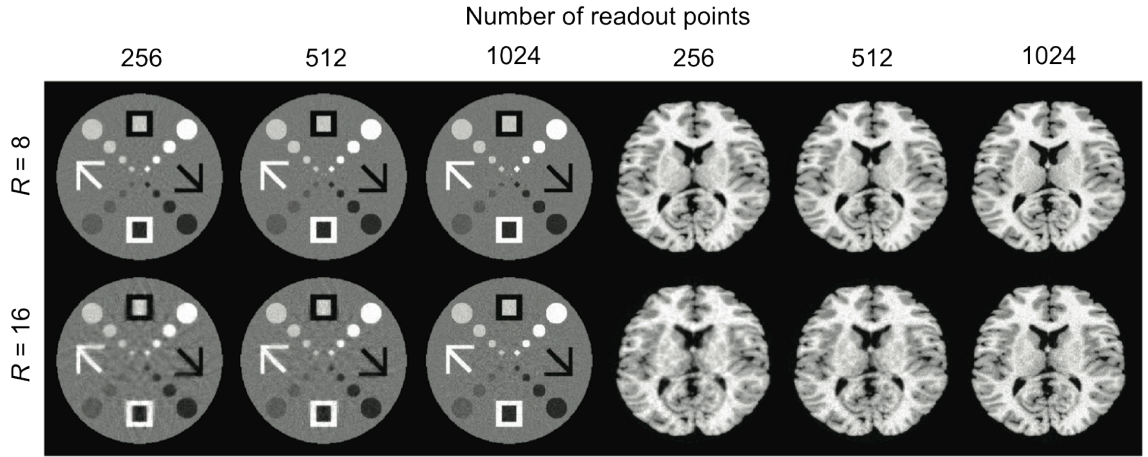 Number of readout points
256 512 1024 256 512 1024
R = 8
R = 16